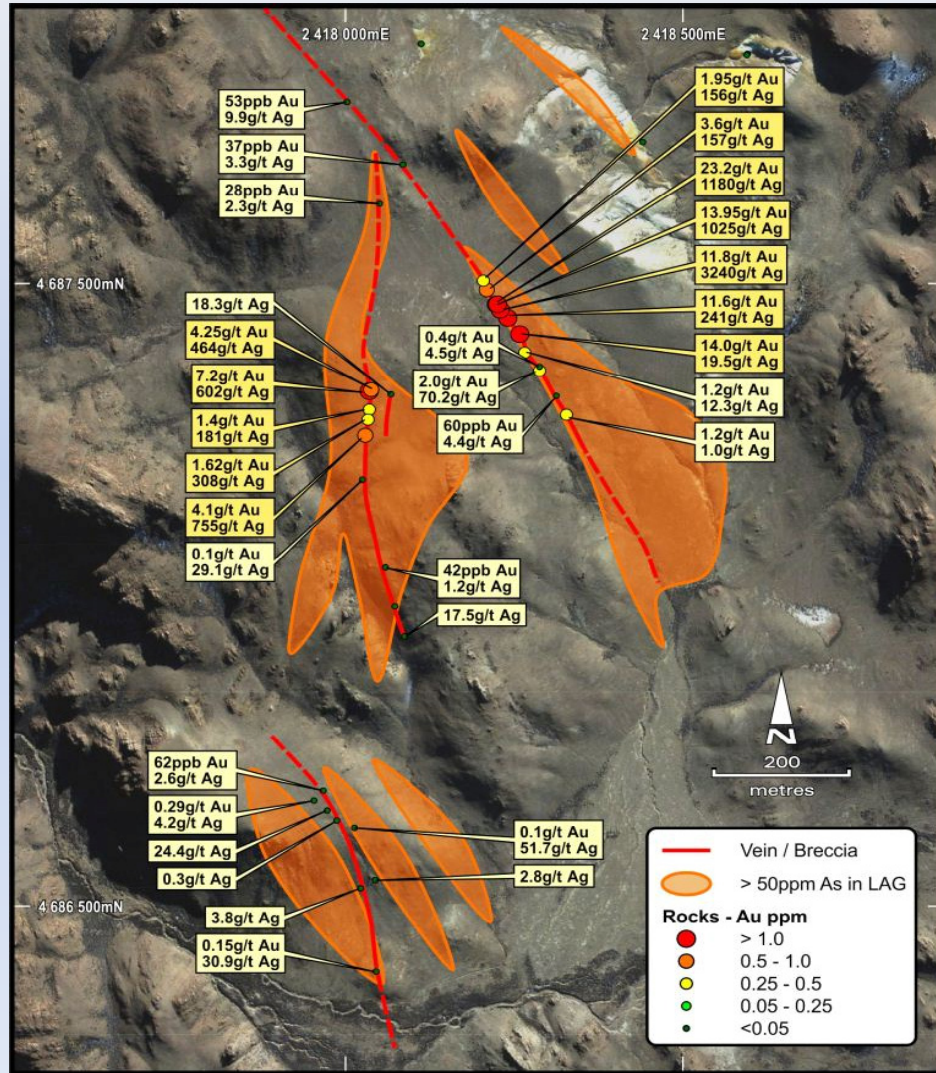 2 418 000mE
2 418 500mE
53ppb Au
9.9g/t Ag
37ppb Au
3.3g/t Ag
28ppb Au
2.3g/t Ag
4 687 500mN
18.3g/t Ag
4.25g/t Au
464g/t Ag
7.2g/t Au
602g/t Ag
1.4g/t Au
181g/t Ag
1.62g/t Au
308g/t Ag
4.1g/t Au
755g/t Ag
0.1g/t Au
29.1g/t Ag
1.95g/t Au
156g/t Ag
3.6g/t Au
157g/t Ag
23.2g/t Au
1180g/t Ag
13.95g/t Au
1025g/t Ag
11.8g/t Au
3240g/t Ag
11.6g/t Au
241g/t Ag
14.0g/t Au
19.5g/t Ag
1.2g/t Au
12.3g/t Ag
1.2g/t Au
1.0g/t Ag
0.4g/t Au
4.5g/t Ag
2.0g/t Au
70.2g/t Ag
60ppb Au
4.4g/t Ag
42ppb Au
1.2g/t Ag
17.5g/t Ag
N
200
metres
62ppb Au
2.6g/t Ag
0.29g/t Au
4.2g/t Ag
24.4g/t Ag
0.3g/t Ag
0.1g/t Au
51.7g/t Ag
2.8g/t Ag
3.8g/t Ag
4 686 500mN
0.15g/t Au
30.9g/t Ag
Vein / Breccia
> 50ppm As in LAG
Rocks - Au ppm
> 1.0
0.5 - 1.0
0.25 - 0.5
0.05 - 0.25
<0.05